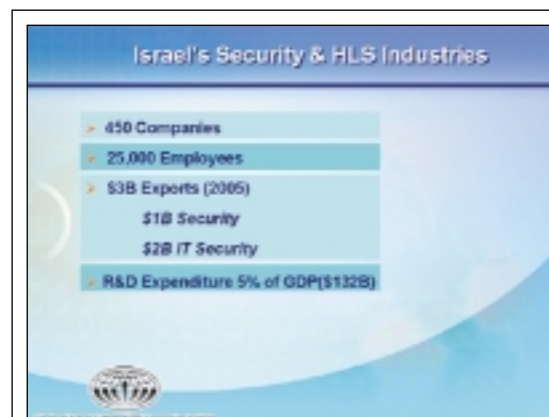 Israel's Security & HLS Industries
450 Companies
25,000 Employees
$3B Exports (2005)
$1B Security
$2B IT Security
R&D Expenditure 5% of GDP($132B)